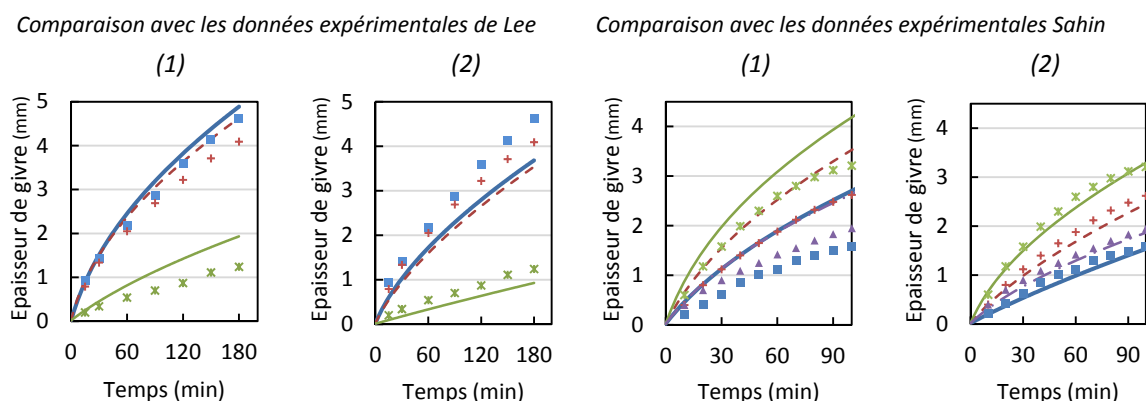 Comparaison avec les données expérimentales de Lee
Comparaison avec les données expérimentales Sahin
(1)
(2)
(1)
(2)
Epaisseur de givre (mm)
5
4
3
2
1
0
0 60 120 180
Temps (min)
Epaisseur de givre (mm)
5
4
3
2
1
0
0 60 120 180
Temps (min)
Epaisseur de givre (mm)
4
3
2
1
0
0 30 60 90
Temps (min)
Epaisseur de givre (mm)
4
3
2
1
0
0 30 60 90
Temps (min)